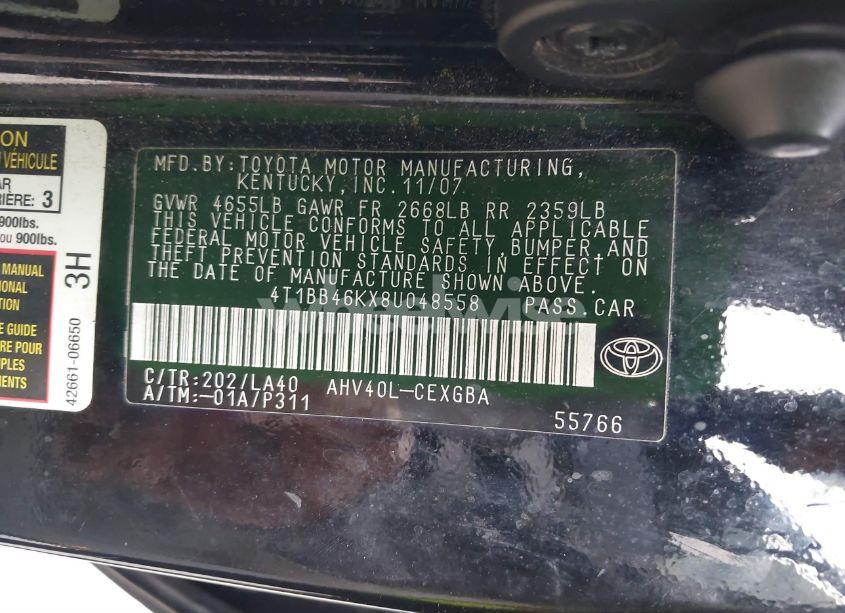 ON
VEHICULE
AR
RIÈRE: 3
900lbs.
ou 900lbs.
MANUAL
E GUIDE
E POUR
PLES
EMENTS
3H
42661-06650
MFD.BY:TOYOTA MOTOR MANUFACTURING,
KENTUCKY,INC.11/07
GVWR 4655LB GAWR FR 2668LB RR 2359LB
THIS VEHICLE CONFORMS TO ALL APPLICABLE
FEDERAL MOTOR VEHICLE SAFETY,BUMPER,AND
THEFT PREVENTION STANDARDS IN EFFECT ON
THE DATE OF MANUFACTURE SHOWN ABOVE.
4T1BB46KX8U048558 PASS.CAR
C/TR:202/LA40 AHV40L-CEXGBA
A/TM:-01A/P311
55766